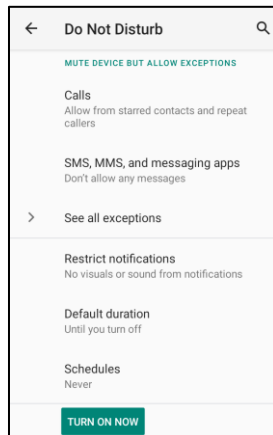 Do Not Disturb
MUTE DEVICE BUT ALLOW EXCEPTIONS
Calls
Allow from starred contacts and repeat
callers
SMS, MMS, and messaging apps
Don't allow any messages
See all exceptions
Restrict notifications
No visuals or sound from notifications
Default duration
Until you turn off
Schedules
Never
TURN ON NOW